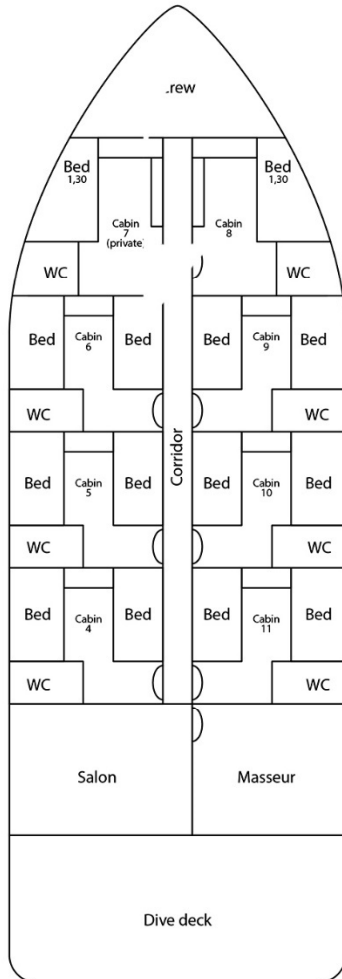 .rew
Bed
1,30
Bed
1,30
Cabin
7
(private)
Cabin
8
WC
WC
Bed
Cabin
6
Bed
Bed
Cabin
9
Bed
WC
WC
Corridor
Bed
Cabin
5
Bed
Bed
Cabin
10
Bed
WC
WC
Bed
Cabin
4
Bed
Bed
Cabin
11
Bed
WC
WC
Salon
Masseur
Dive deck